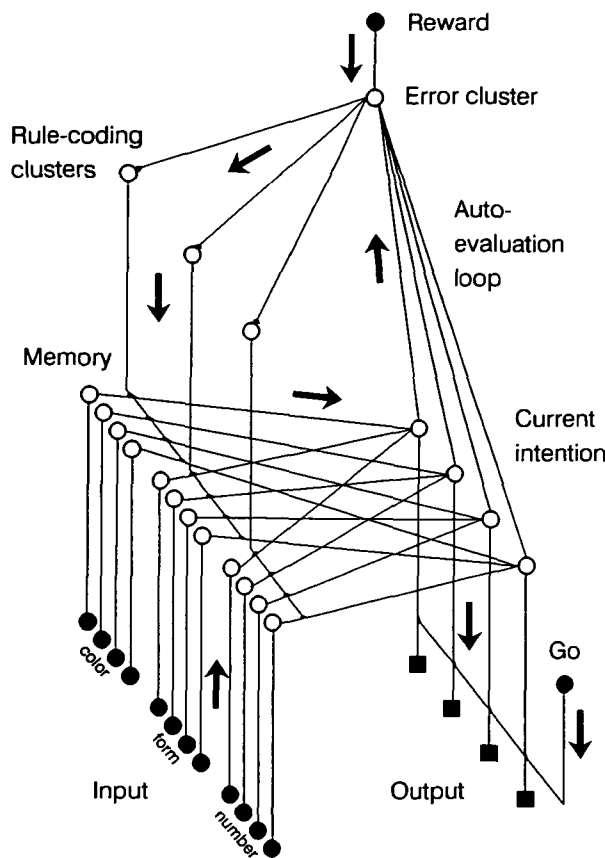 Reward
Error cluster
Rule-coding
clusters
Auto-
evaluation
loop
Memory
Current
intention
color
form
number
Go
Input
Output